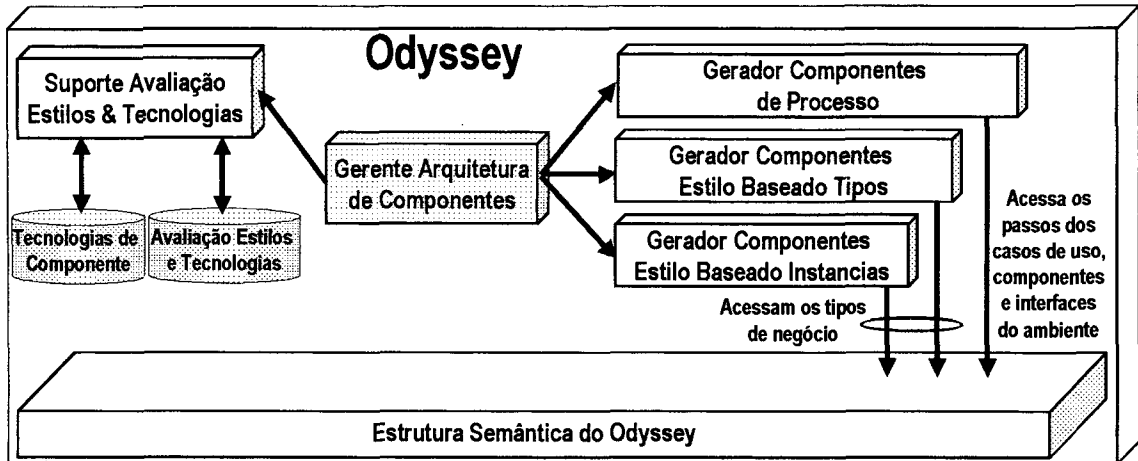 Odyssey
Suporte Avaliação
Estilos & Tecnologias
Tecnologias de
Componente
Avaliação Estilos
e Tecnologias
Gerente Arquitetura
de Componentes
Gerador Componentes
de Processo
Gerador Componentes
Estilo Baseado Tipos
Gerador Componentes
Estilo Baseado Instancias
Acessam os tipos
de negócio
Acessa os
passos dos
casos de uso,
componentes
e interfaces
do ambiente
Estrutura Semântica do Odyssey